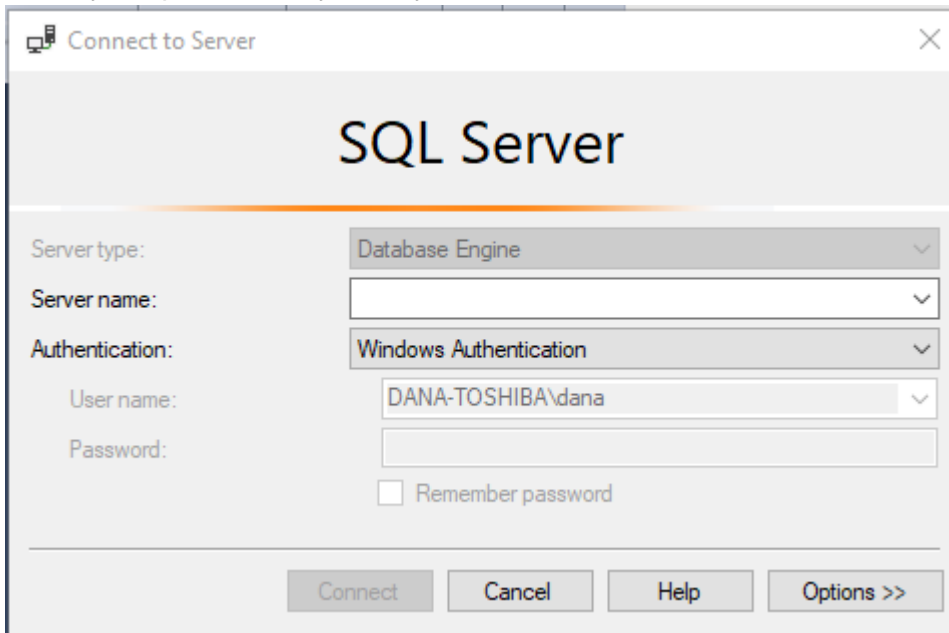 Connect to Server
SQL Server
Server type: Database Engine
Server name:
Authentication: Windows Authentication
User name: DANA-TOSHIBA\dana
Password:
Remember password
Connect Cancel Help Options >>